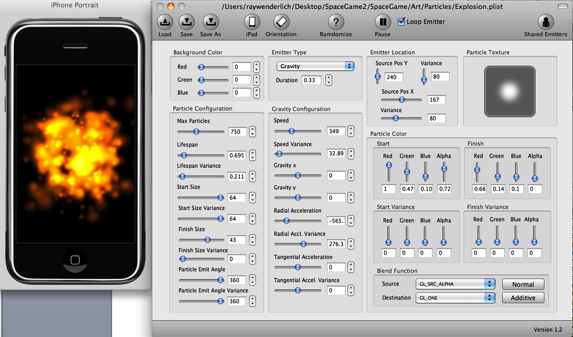 iPhone Portrait
/Users/raywenderlich/Desktop/SpaceGame2/SpaceGame/Art/Particles/Explosion.plist
Load Save Save As iPad Orientation Ramdomize Pause Loop Emitter Shared Emitters
Background Color
Red 0
Green 0
Blue 0
Emitter Type
Gravity
Duration 0.33
Emitter Location
Source Pos Y Variance
240 80
Source Pos X
167
Variance
80
Particle Texture
Particle Configuration
Max Particles
750
Lifespan
0.695
Lifespan Variance
0.211
Start Size
64
Start Size Variance
64
Finish Size
43
Finish Size Variance
0
Particle Emit Angle
360
Particle Emit Angle Variance
360
Gravity Configuration
Speed
349
Speed Variance
32.89
Gravity x
0
Gravity y
0
Radial Acceleration
-565.
Radial Accl. Variance
276.3
Tangential Acceleration
0
Tangential Accel. Variance
0
Particle Color
Start
Red Green Blue Alpha
1 0.47 0.10 0.72
Finish
Red Green Blue Alpha
0.66 0.14 0.1 0
Start Variance
Red Green Blue Alpha
0 0 0 0
Finish Variance
Red Green Blue Alpha
0 0 0 0
Blend Function
Source GL_SRC_ALPHA Normal
Destination GL_ONE Additive
Version 1.2